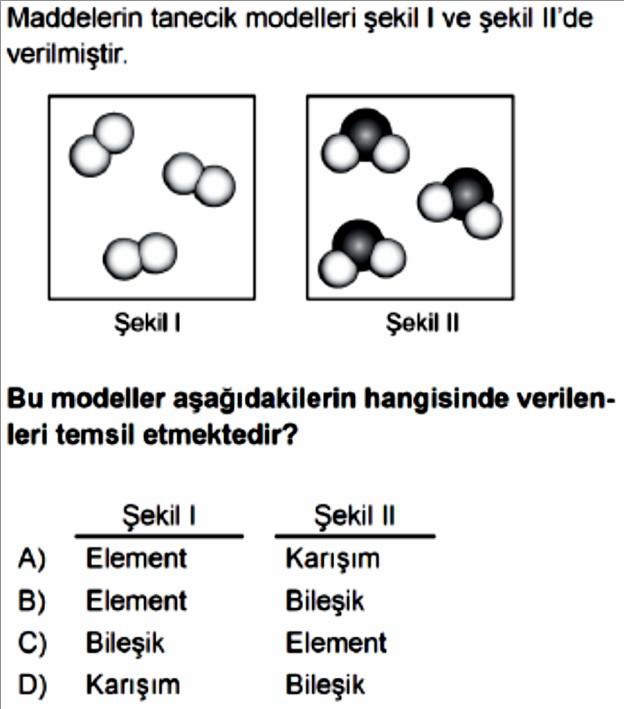 Maddelerin tanecik modelleri şekil I ve şekil II'de
verilmiştir.
Şekil I Şekil II
Bu modeller aşağıdakilerin hangisinde verilen-
leri temsil etmektedir?
Şekil I Şekil II
A) Element Karışım
B) Element Bileşik
C) Bileşik Element
D) Karışım Bileşik